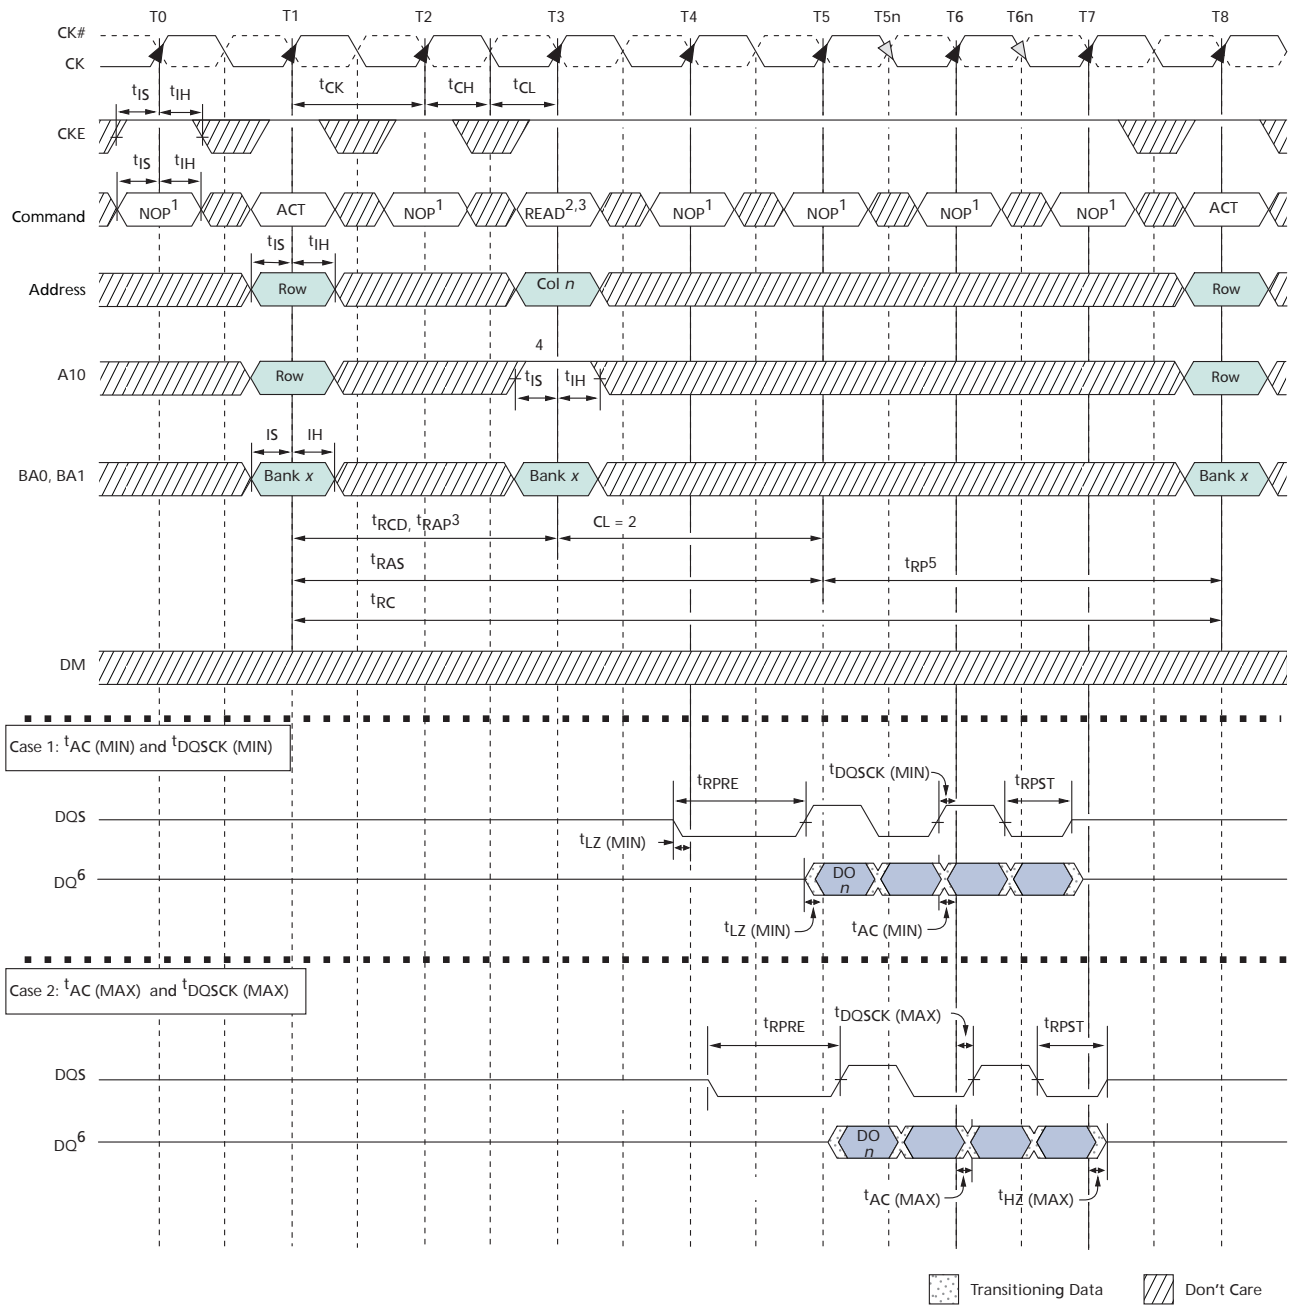 T0 T1 T2 T3 T4 T5 T5n T6 T6n T7 T8
CK#
CK
tIS tIH tCK tCH tCL
CKE
tIS tIH
Command NOP1 ACT NOP1 READ2,3 NOP1 NOP1 NOP1 NOP1 ACT
tIS tIH
Address Row Col n Row
4
A10 Row tIS tIH Row
IS IH
BA0, BA1 Bank x Bank x Bank x
tRCD, tRAP3 CL = 2
tRAS tRP5
tRC
DM
Case 1: tAC (MIN) and tDQSCK (MIN)
tRPRE tDQSCK (MIN) tRPST
DQS
tLZ (MIN)
DQ6 DO n
tLZ (MIN) tAC (MIN)
Case 2: tAC (MAX) and tDQSCK (MAX)
tRPRE tDQSCK (MAX) tRPST
DQS
DQ6 DO n
tAC (MAX) tHZ (MAX)
Transitioning Data Don't Care